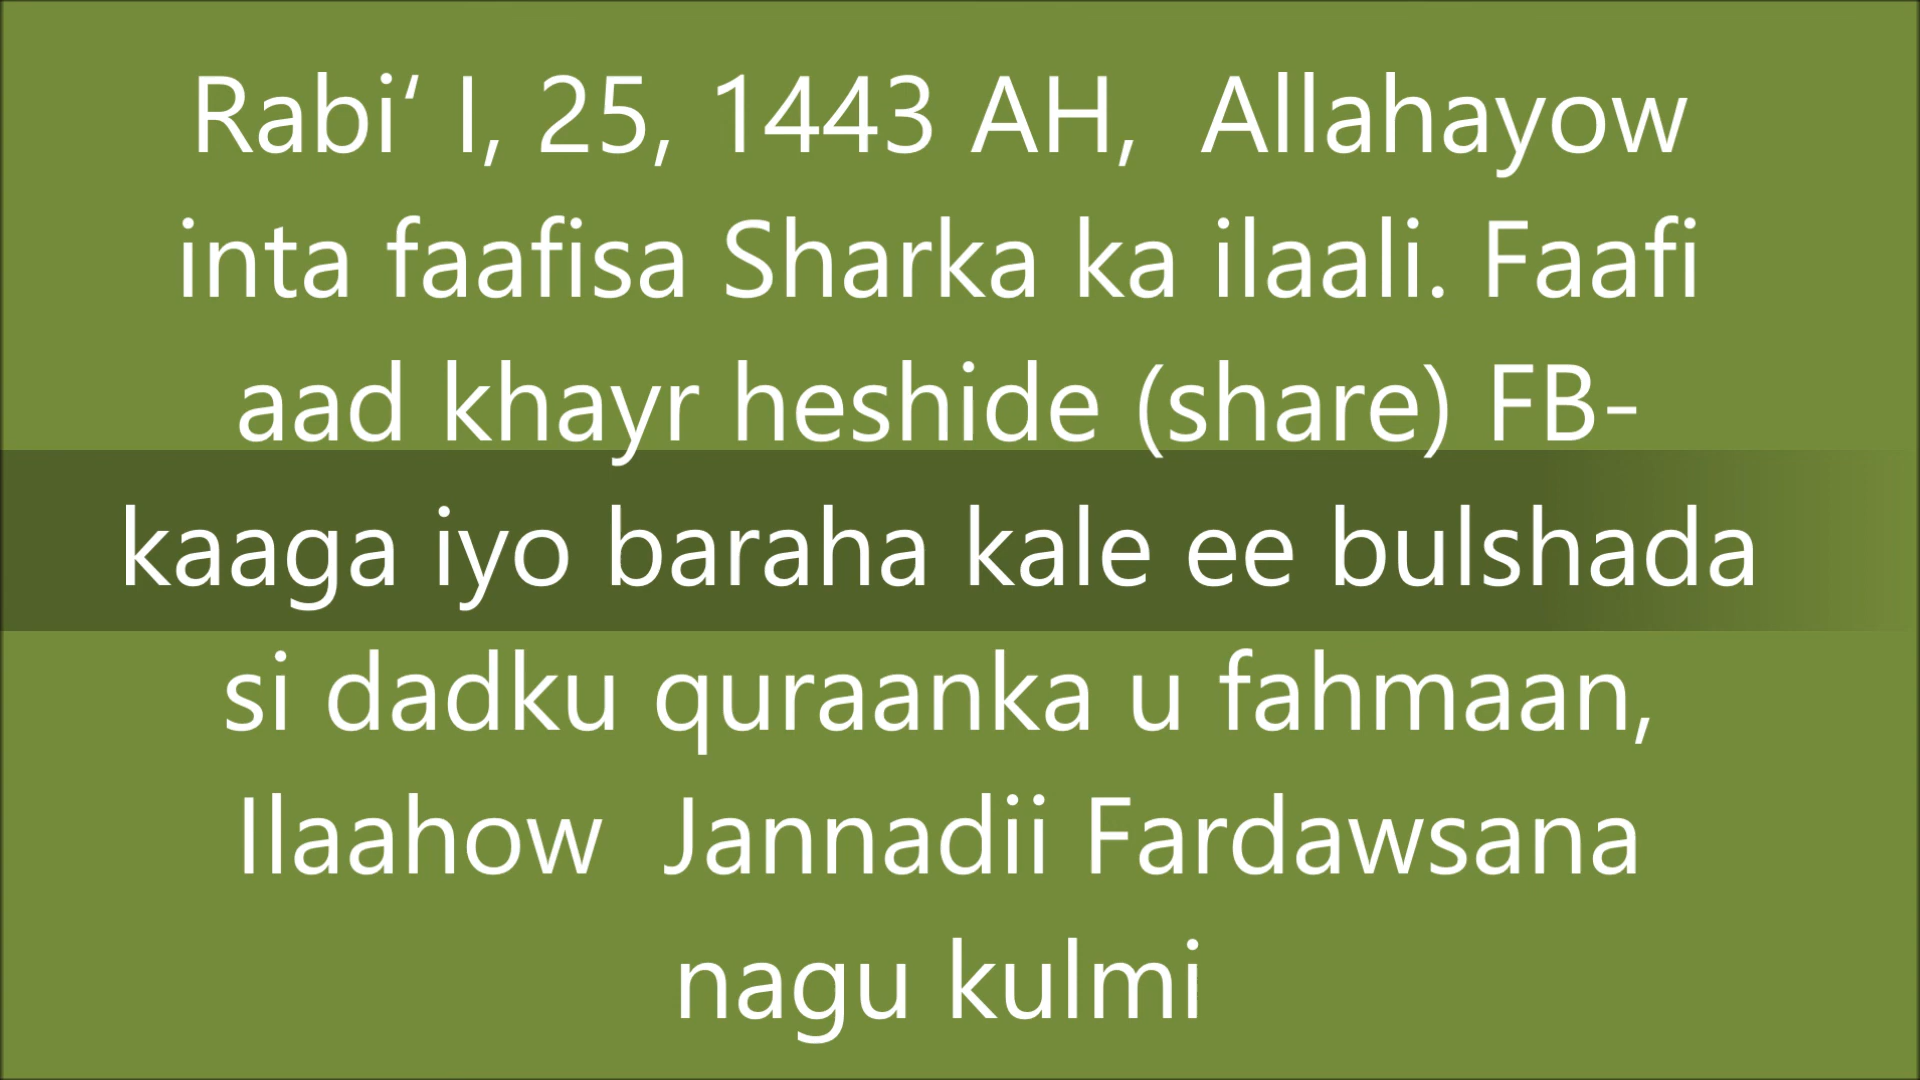 Rabi‘ I, 25, 1443 AH,  Allahayow
inta faafisa Sharka ka ilaali. Faafi
aad khayr heshide (share) FB-
kaaga iyo baraha kale ee bulshada
si dadku quraanka u fahmaan,
Ilaahow  Jannadii Fardawsana
nagu kulmi